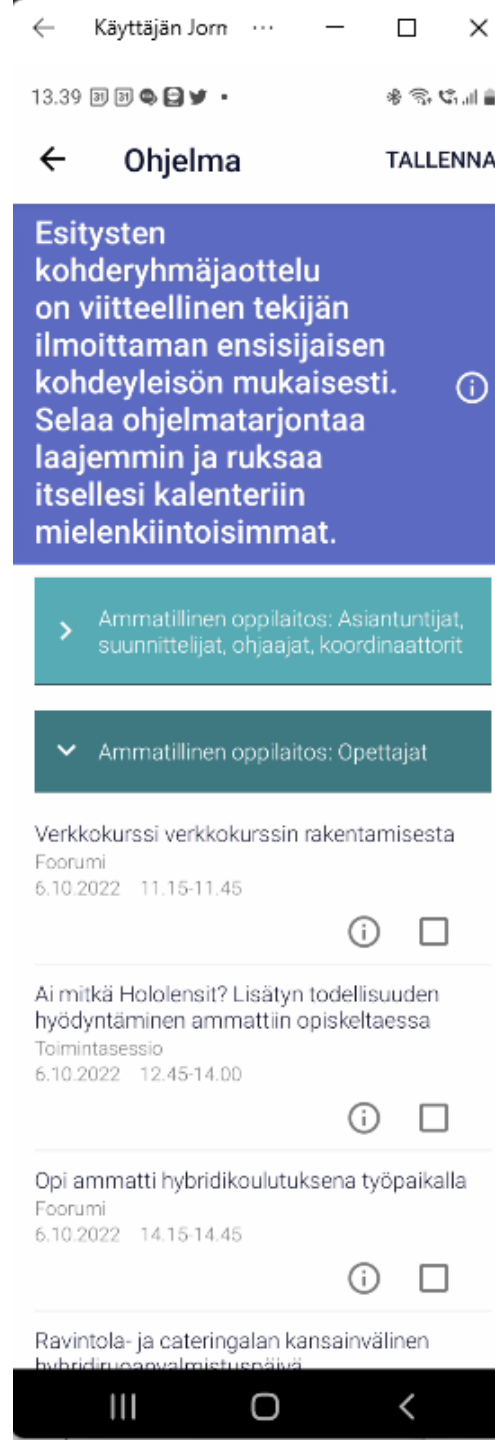 Käyttäjän Jorn ...
13.39
Ohjelma TALLENNA
Esitysten
kohderyhmäjaottelu
on viitteellinen tekijän
ilmoittaman ensisijaisen
kohdeyleisön mukaisesti.
Selaa ohjelmatarjontaa
laajemmin ja ruksaa
itsellesi kalenteriin
mielenkiintoisimmat.
Ammatillinen oppilaitos: Asiantuntijat,
suunnittelijat, ohjaajat, koordinaattorit
Ammatillinen oppilaitos: Opettajat
Verkkokurssi verkkokurssin rakentamisesta
Foorumi
6.10.2022 11.15-11.45
Ai mitkä Hololensit? Lisätyn todellisuuden
hyödyntäminen ammattiin opiskeltaessa
Toimintasessio
6.10.2022 12.45-14.00
Opi ammatti hybridikoulutuksena työpaikalla
Foorumi
6.10.2022 14.15-14.45
Ravintola- ja cateringalan kansainvälinen
hybridiruoanvalmistuspäivä